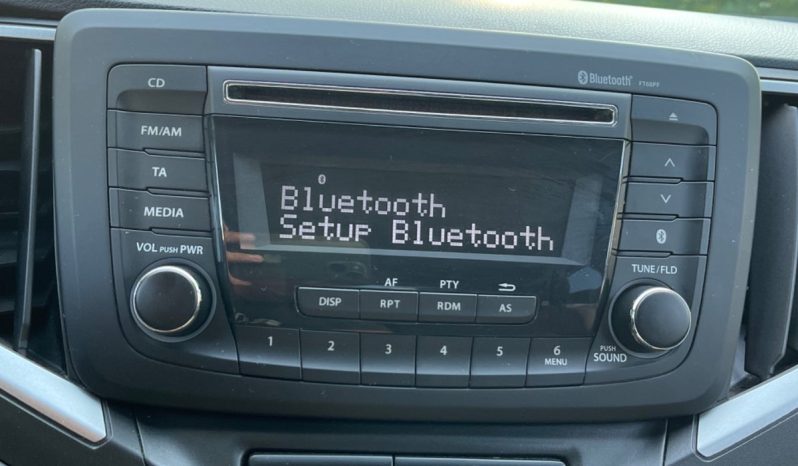 CD
Bluetooth® FT68PF
FM/AM
TA
MEDIA
Bluetooth
Setup Bluetooth
VOL PUSH PWR
TUNE/FLD
AF PTY
DISP RPT RDM AS
1 2 3 4 5 6
MENU
PUSH
SOUND